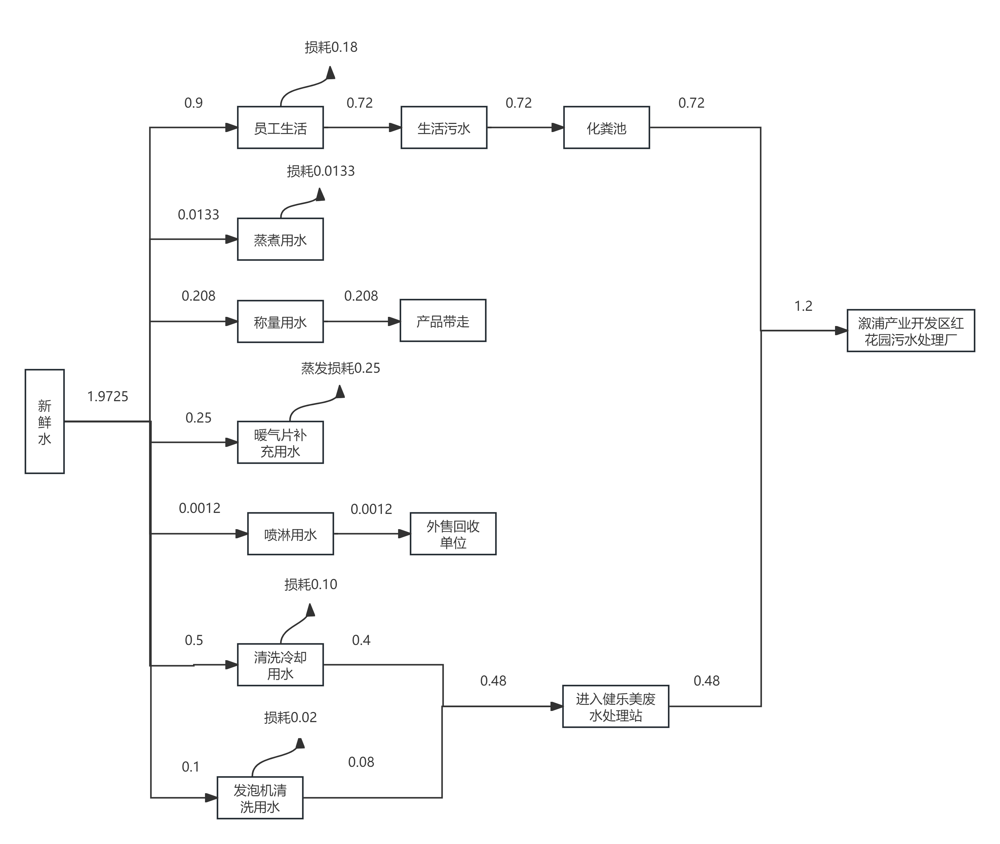 损耗0.18
0.9
员工生活
0.72
生活污水
0.72
化粪池
0.72
损耗0.0133
0.0133
蒸煮用水
0.208
称量用水
0.208
产品带走
1.2
溆浦产业开发区红
花园污水处理厂
蒸发损耗0.25
新
鲜
水
1.9725
0.25
暖气片补
充用水
0.0012
喷淋用水
0.0012
外售回收
单位
损耗0.10
0.5
清洗冷却
用水
0.4
0.48
进入健乐美废
水处理站
0.48
损耗0.02
0.1
发泡机清
洗用水
0.08